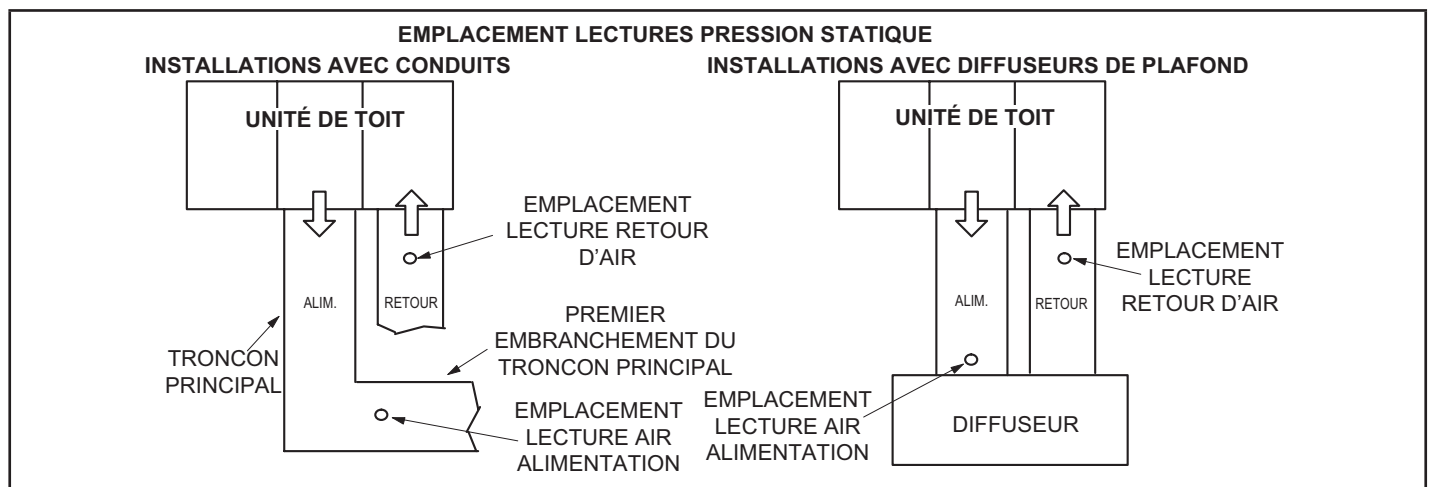 EMPLACEMENT LECTURES PRESSION STATIQUE
INSTALLATIONS AVEC CONDUITS
UNITÉ DE TOIT
EMPLACEMENT
LECTURE RETOUR
D'AIR
ALIM.
RETOUR
PREMIER
EMBRANCHEMENT DU
TRONCON PRINCIPAL
TRONCON
PRINCIPAL
EMPLACEMENT
LECTURE AIR
ALIMENTATION
INSTALLATIONS AVEC DIFFUSEURS DE PLAFOND
UNITÉ DE TOIT
EMPLACEMENT
LECTURE
RETOUR D'AIR
ALIM.
RETOUR
EMPLACEMENT
LECTURE AIR
ALIMENTATION
DIFFUSEUR